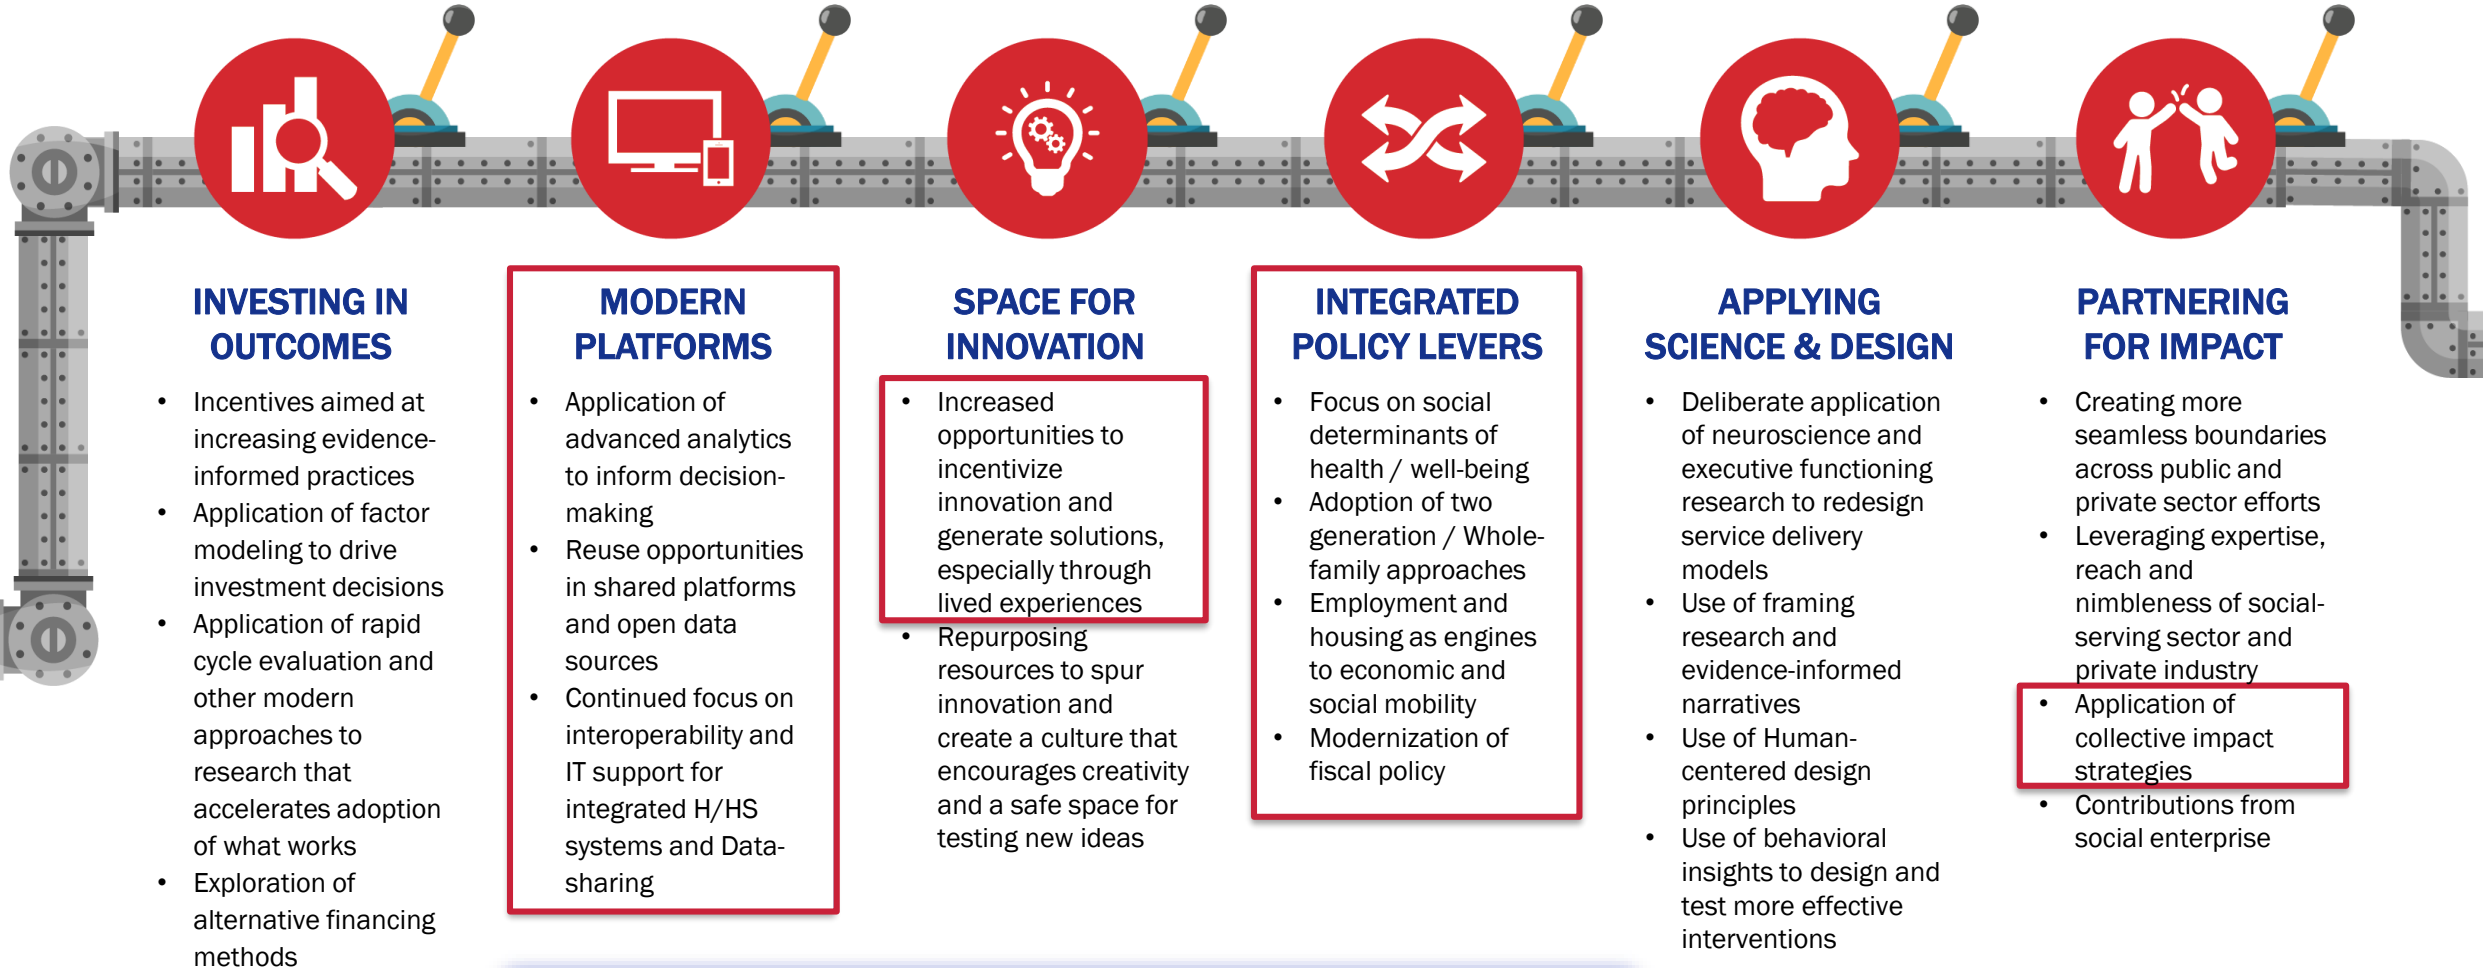 INVESTING IN
OUTCOMES
• Incentives aimed at
increasing evidence-
informed practices
• Application of factor
modeling to drive
investment decisions
• Application of rapid
cycle evaluation and
other modern
approaches to
research that
accelerates adoption
of what works
• Exploration of
alternative financing
methods
MODERN
PLATFORMS
• Application of
advanced analytics
to inform decision-
making
• Reuse opportunities
in shared platforms
and open data
sources
• Continued focus on
interoperability and
IT support for
integrated H/HS
systems and Data-
sharing
SPACE FOR
INNOVATION
• Increased
opportunities to
incentivize
innovation and
generate solutions,
especially through
lived experiences
• Repurposing
resources to spur
innovation and
create a culture that
encourages creativity
and a safe space for
testing new ideas
INTEGRATED
POLICY LEVERS
• Focus on social
determinants of
health / well-being
• Adoption of two
generation / Whole-
family approaches
• Employment and
housing as engines
to economic and
social mobility
• Modernization of
fiscal policy
APPLYING
SCIENCE & DESIGN
• Deliberate application
of neuroscience and
executive functioning
research to redesign
service delivery
models
• Use of framing
research and
evidence-informed
narratives
• Use of Human-
centered design
principles
• Use of behavioral
insights to design and
test more effective
interventions
PARTNERING
FOR IMPACT
• Creating more
seamless boundaries
across public and
private sector efforts
• Leveraging expertise,
reach and
nimbleness of social-
serving sector and
private industry
• Application of
collective impact
strategies
• Contributions from
social enterprise